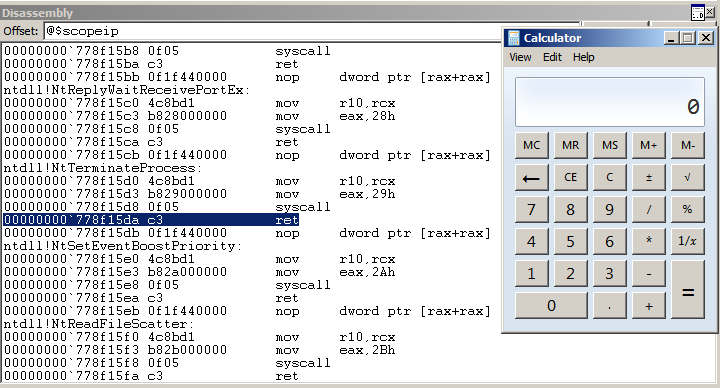 Disassembly
Offset: @$scopeip
00000000`778f15b8 0f05 syscall
00000000`778f15ba c3 ret
00000000`778f15bb 0f1f440000 nop dword ptr [rax+rax]
ntdll!NtReplyWaitReceivePortEx:
00000000`778f15c0 4c8bd1 mov r10,rcx
00000000`778f15c3 b828000000 mov eax,28h
00000000`778f15c8 0f05 syscall
00000000`778f15ca c3 ret
00000000`778f15cb 0f1f440000 nop dword ptr [rax+rax]
ntdll!NtTerminateProcess:
00000000`778f15d0 4c8bd1 mov r10,rcx
00000000`778f15d3 b829000000 mov eax,29h
00000000`778f15d8 0f05 syscall
00000000`778f15da c3 ret
00000000`778f15db 0f1f440000 nop dword ptr [rax+rax]
ntdll!NtSetEventBoostPriority:
00000000`778f15e0 4c8bd1 mov r10,rcx
00000000`778f15e3 b82a000000 mov eax,2Ah
00000000`778f15e8 0f05 syscall
00000000`778f15ea c3 ret
00000000`778f15eb 0f1f440000 nop dword ptr [rax+rax]
ntdll!NtReadFileScatter:
00000000`778f15f0 4c8bd1 mov r10,rcx
00000000`778f15f3 b82b000000 mov eax,2Bh
00000000`778f15f8 0f05 syscall
00000000`778f15fa c3 ret
Calculator
View Edit Help
0
MC MR MS M+ M-
← CE C ± √
7 8 9 / %
4 5 6 * 1/x
1 2 3 - =
0 . +